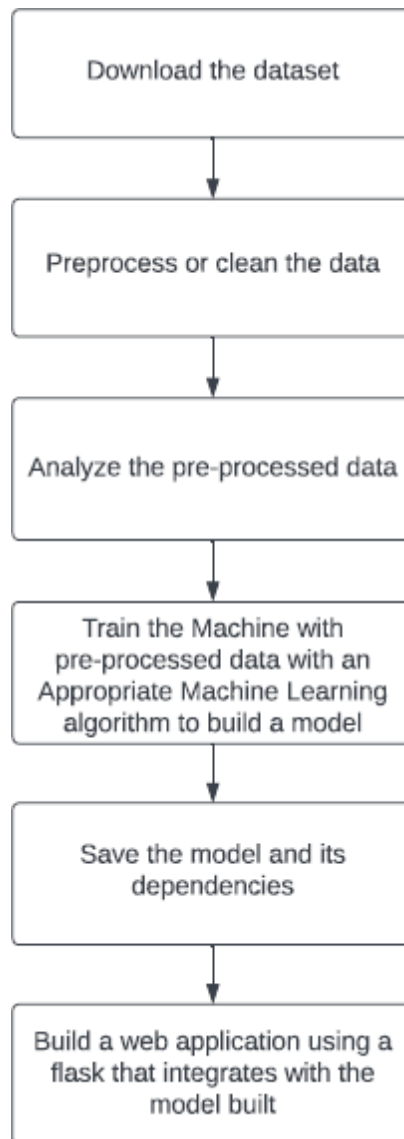 Download the dataset
Preprocess or clean the data
Analyze the pre-processed data
Train the Machine with
pre-processed data with an
Appropriate Machine Learning
algorithm to build a model
Save the model and its
dependencies
Build a web application using a
flask that integrates with the
model built